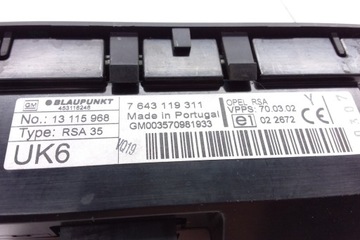 GM BLAUPUNKT
453116246
No.: 13 115 968
Type: RSA 35
UK6
VQ19
7 643 119 311
Made in Portugal
GM003570981933
OPEL RSA
VPPS: 70.03.02
e1 02 2672
Y
CE